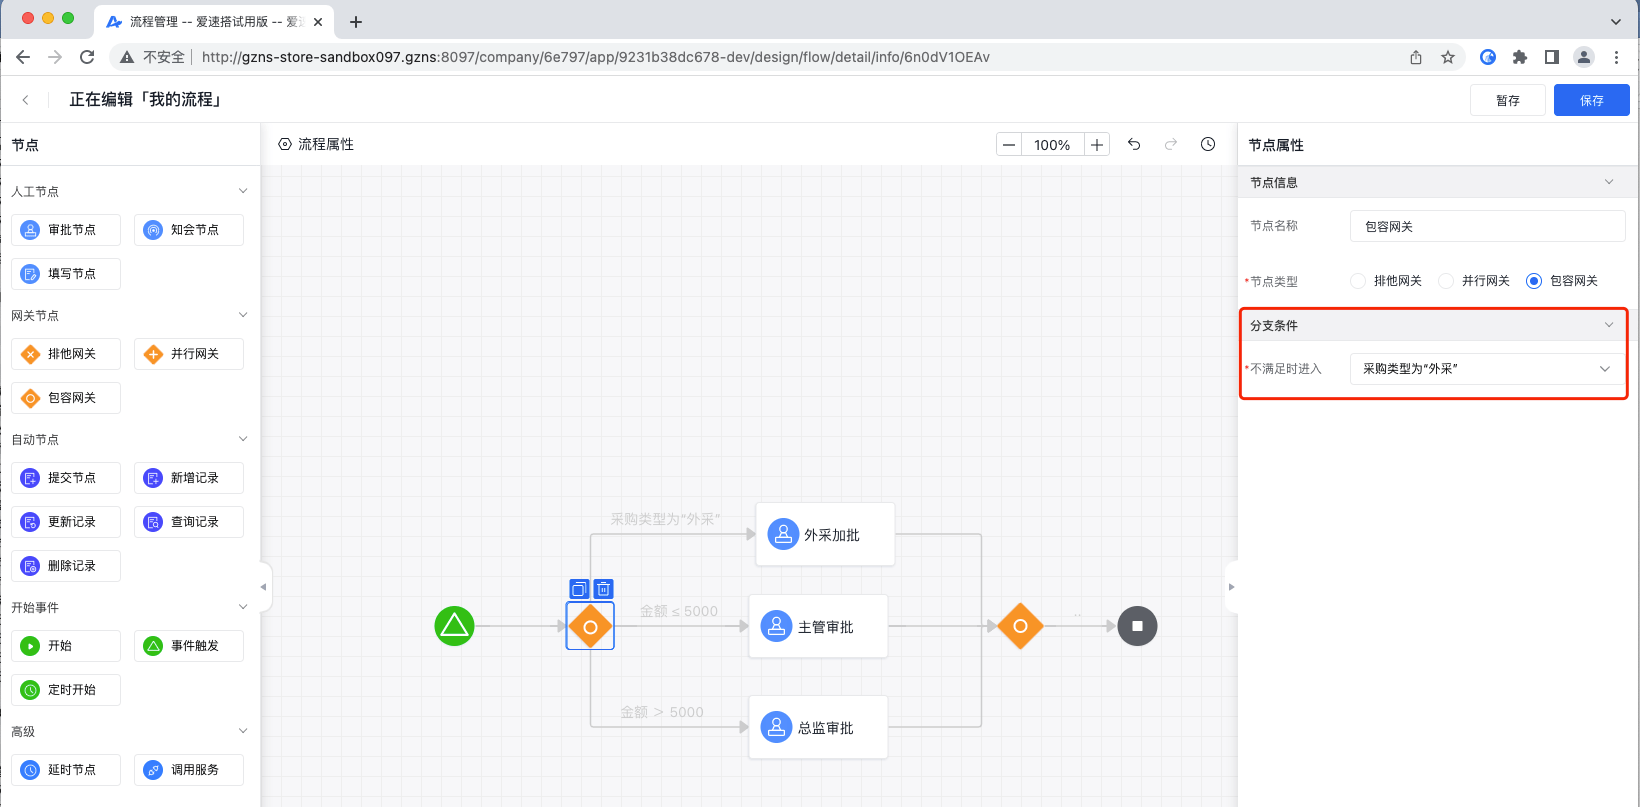 流程管理 -- 爱速搭试用版 -- 爱
不安全
http://gzns-store-sandbox097.gzns:8097/company/6e797/app/9231b38dc678-dev/design/flow/detail/info/6n0dV1OEAv
正在编辑「我的流程」
暂存
保存
节点
流程属性
100%
节点属性
人工节点
审批节点
知会节点
填写节点
网关节点
排他网关
并行网关
包容网关
自动节点
提交节点
新增记录
更新记录
查询记录
删除记录
开始事件
开始
事件触发
定时开始
高级
延时节点
调用服务
采购类型为“外采”
外采加批
金额 ≤ 5000
主管审批
..
金额 ＞ 5000
总监审批
节点信息
节点名称
包容网关
*节点类型
排他网关
并行网关
包容网关
分支条件
*不满足时进入
采购类型为“外采”